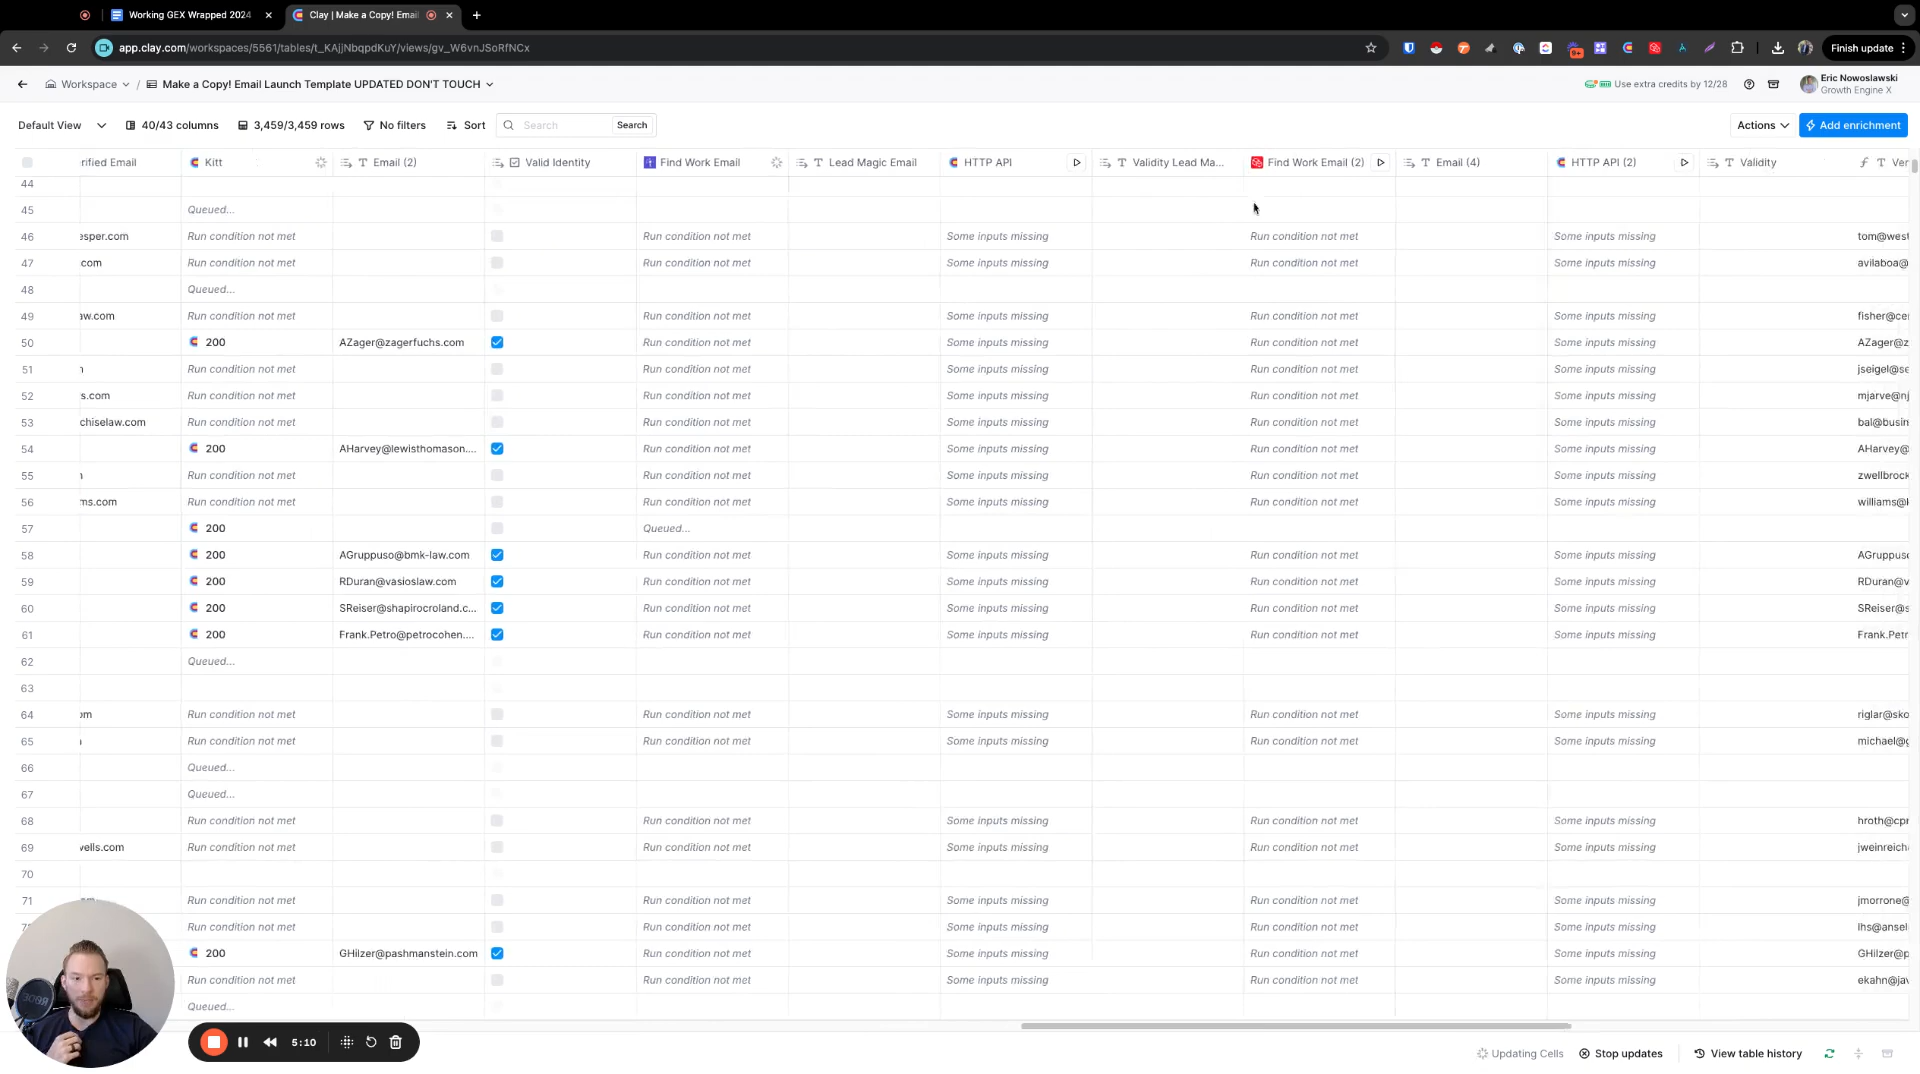 Working GEX Wrapped 2024
Clay | Make a Copy! Email
app.clay.com/workspaces/5561/tables/t_KAjjNbqpdKuY/views/gv_W6vnJSoRfNCx
9+
Finish update
Workspace / Make a Copy! Email Launch Template UPDATED DON'T TOUCH
Use extra credits by 12/28
Eric Nowoslawski
Growth Engine X
Default View 40/43 columns 3,459/3,459 rows No filters Sort Search Search Actions Add enrichment
rified Email Kitt Email (2) Valid Identity Find Work Email Lead Magic Email HTTP API Validity Lead Ma... Find Work Email (2) Email (4) HTTP API (2) Validity Ver
44
45 Queued...
46 esper.com Run condition not met Run condition not met Some inputs missing Run condition not met Some inputs missing tom@west
47 .com Run condition not met Run condition not met Some inputs missing Run condition not met Some inputs missing avilaboa@
48 Queued...
49 aw.com Run condition not met Run condition not met Some inputs missing Run condition not met Some inputs missing fisher@ce
50 200 AZager@zagerfuchs.com Run condition not met Some inputs missing Run condition not met Some inputs missing AZager@z
51 Run condition not met Run condition not met Some inputs missing Run condition not met Some inputs missing jseigel@se
52 s.com Run condition not met Run condition not met Some inputs missing Run condition not met Some inputs missing mjarve@nj
53 chiselaw.com Run condition not met Run condition not met Some inputs missing Run condition not met Some inputs missing bal@busin
54 200 AHarvey@lewisthomason.... Run condition not met Some inputs missing Run condition not met Some inputs missing AHarvey@
55 Run condition not met Run condition not met Some inputs missing Run condition not met Some inputs missing zwellbrock
56 ms.com Run condition not met Run condition not met Some inputs missing Run condition not met Some inputs missing williams@
57 200 Queued...
58 200 AGruppuso@bmk-law.com Run condition not met Some inputs missing Run condition not met Some inputs missing AGruppus
59 200 RDuran@vasioslaw.com Run condition not met Some inputs missing Run condition not met Some inputs missing RDuran@v
60 200 SReiser@shapirocroland.c... Run condition not met Some inputs missing Run condition not met Some inputs missing SReiser@s
61 200 Frank.Petro@petrocohen.... Run condition not met Some inputs missing Run condition not met Some inputs missing Frank.Petr
62 Queued...
63
64 om Run condition not met Run condition not met Some inputs missing Run condition not met Some inputs missing riglar@sko
65 Run condition not met Run condition not met Some inputs missing Run condition not met Some inputs missing michael@g
66 Queued...
67 Queued...
68 Run condition not met Run condition not met Some inputs missing Run condition not met Some inputs missing hroth@cpr
69 vells.com Run condition not met Run condition not met Some inputs missing Run condition not met Some inputs missing jweinreich
70
71 Run condition not met Run condition not met Some inputs missing Run condition not met Some inputs missing jmorrone@
Run condition not met Run condition not met Some inputs missing Run condition not met Some inputs missing lhs@ansel
200 GHilzer@pashmanstein.com Run condition not met Some inputs missing Run condition not met Some inputs missing GHilzer@p
Run condition not met Run condition not met Some inputs missing Run condition not met Some inputs missing ekahn@jav
Queued...
RØDE
5:10
Updating Cells Stop updates View table history